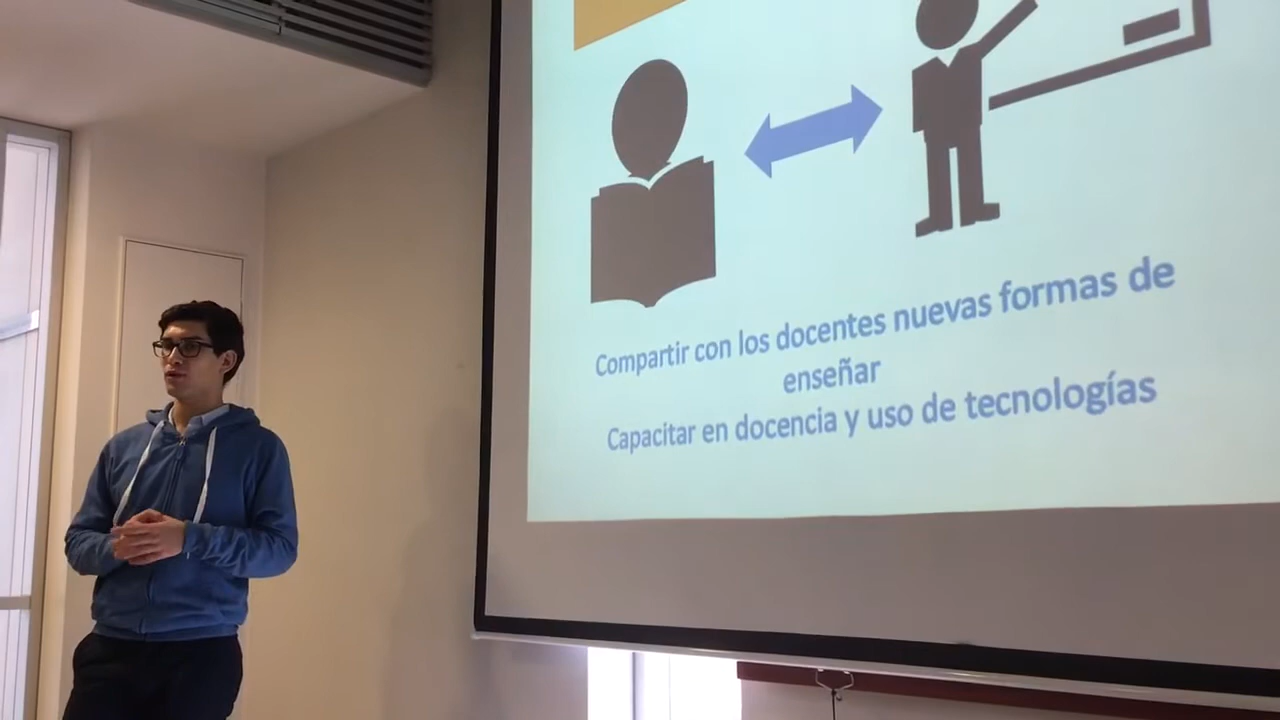 Compartir con los docentes nuevas formas de
enseñar
Capacitar en docencia y uso de tecnologías